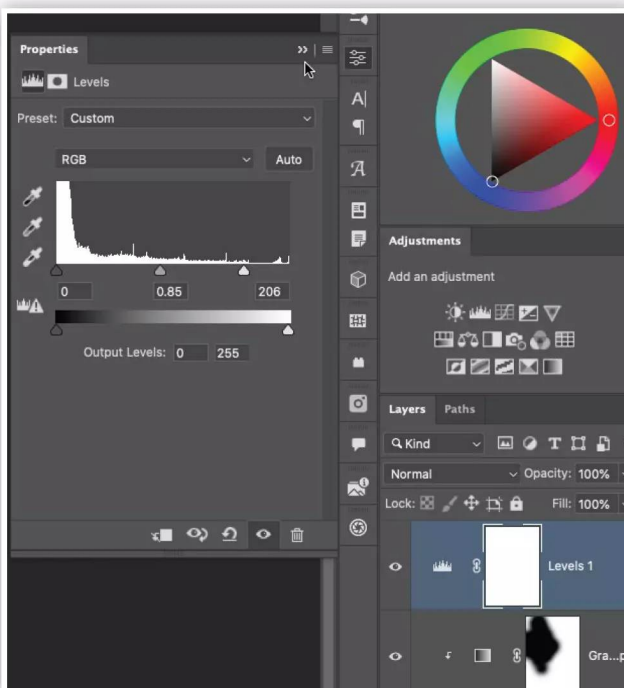 Properties
Levels
Preset: Custom
RGB
Auto
0 0.85 206
Output Levels: 0 255
Adjustments
Add an adjustment
Layers Paths
Kind
Normal Opacity: 100%
Lock: Fill: 100%
Levels 1
Gra...p